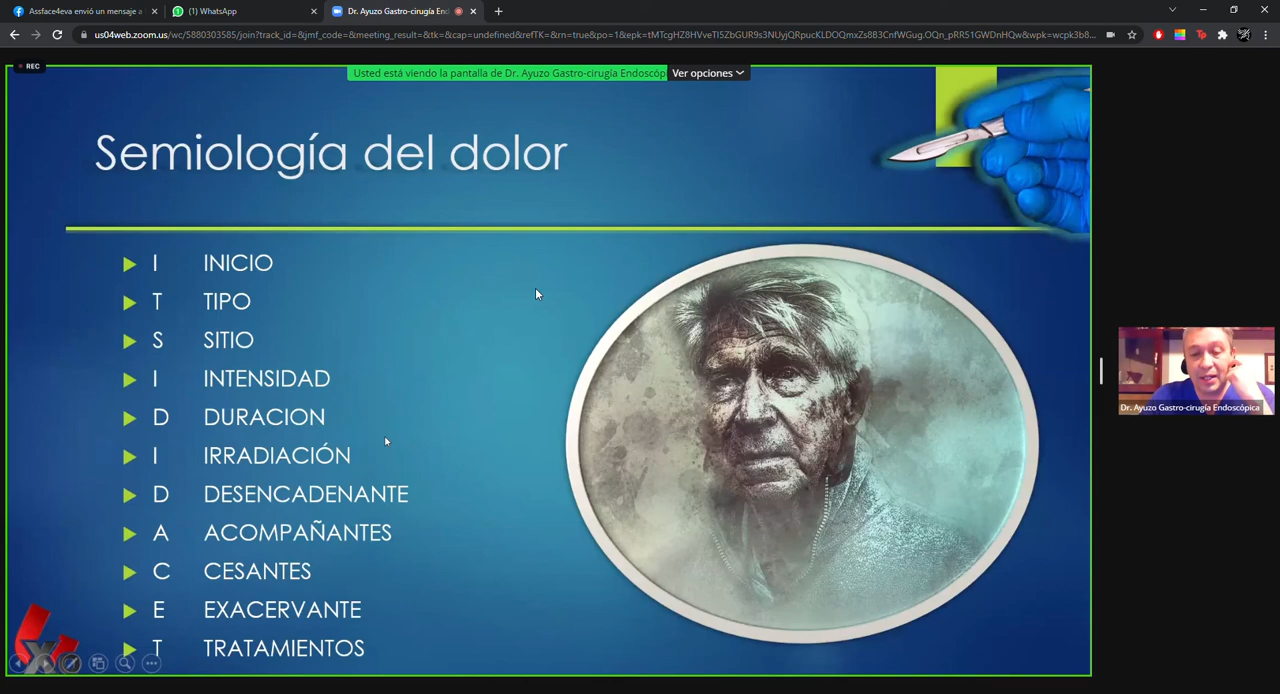 Assface4eva envió un mensaje a
(1) WhatsApp
Dr. Ayuzo Gastro-cirugía End
REC
Usted está viendo la pantalla de Dr. Ayuzo Gastro-cirugía Endoscóp
Ver opciones
Semiología del dolor
I INICIO
T TIPO
S SITIO
I INTENSIDAD
D DURACION
I IRRADIACIÓN
D DESENCADENANTE
A ACOMPAÑANTES
C CESANTES
E EXACERVANTE
T TRATAMIENTOS
Dr. Ayuzo Gastro-cirugía Endoscópica